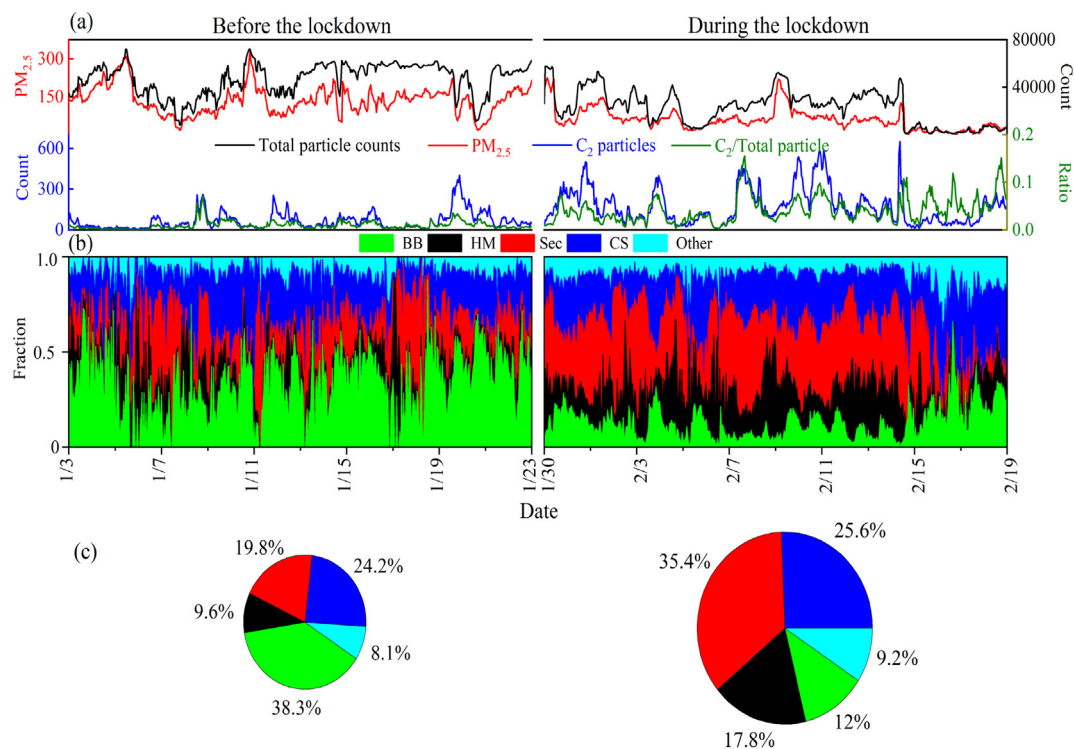 (a)
Before the lockdown
During the lockdown
PM2.5
300
150
80000
40000
Count
Total particle counts
PM2.5
C2 particles
C2/Total particle
Count
600
300
0
0.2
0.1
0.0
Ratio
(b)
BB
HM
Sec
CS
Other
Fraction
1.0
0.5
0
1/3
1/7
1/11
1/15
1/19
1/23
1/30
2/3
2/7
2/11
2/15
2/19
Date
(c)
19.8%
24.2%
9.6%
8.1%
38.3%
25.6%
35.4%
9.2%
12%
17.8%